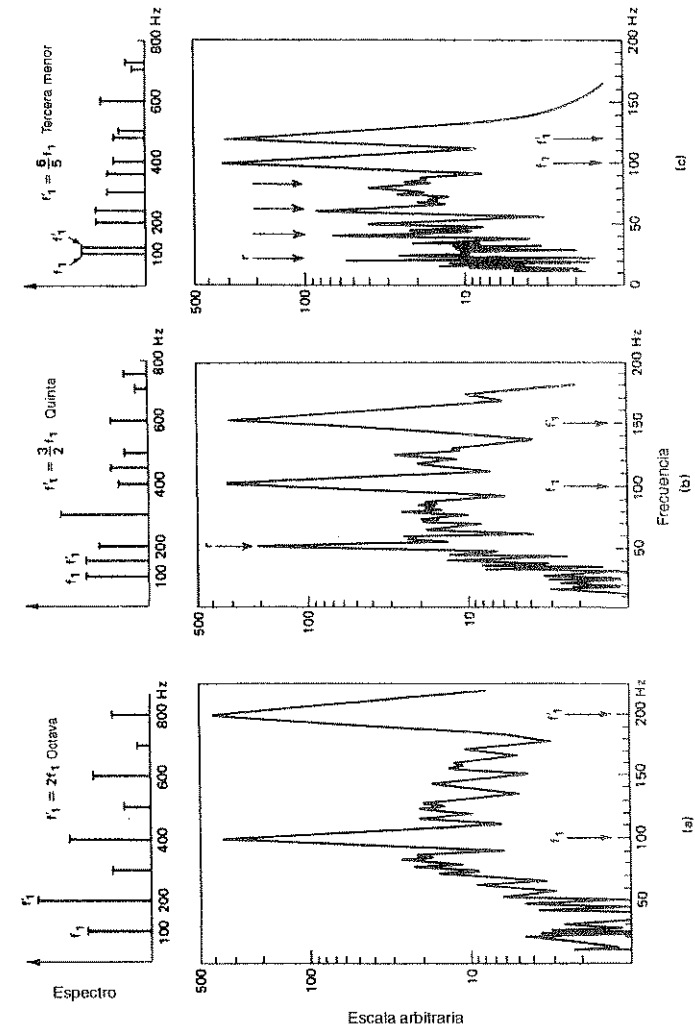 Espectro
f'₁ = 2f₁ Octava
f₁ f'₁
100 200 400 600 800 Hz
500
100
10
f₁ f'₁
50 100 150 200 Hz
(a)
Escala arbitraria
f'₁ = 3/2 f₁ Quinta
f₁ f'₁
100 200 400 600 800 Hz
500
100
10
f₁ f'₁
50 100 150 200 Hz
Frecuencia
(b)
f'₁ = 6/5 f₁ Tercera menor
f₁ f'₁
100 200 400 600 800 Hz
500
100
10
f₁ f'₁
0 50 100 150 200 Hz
(c)